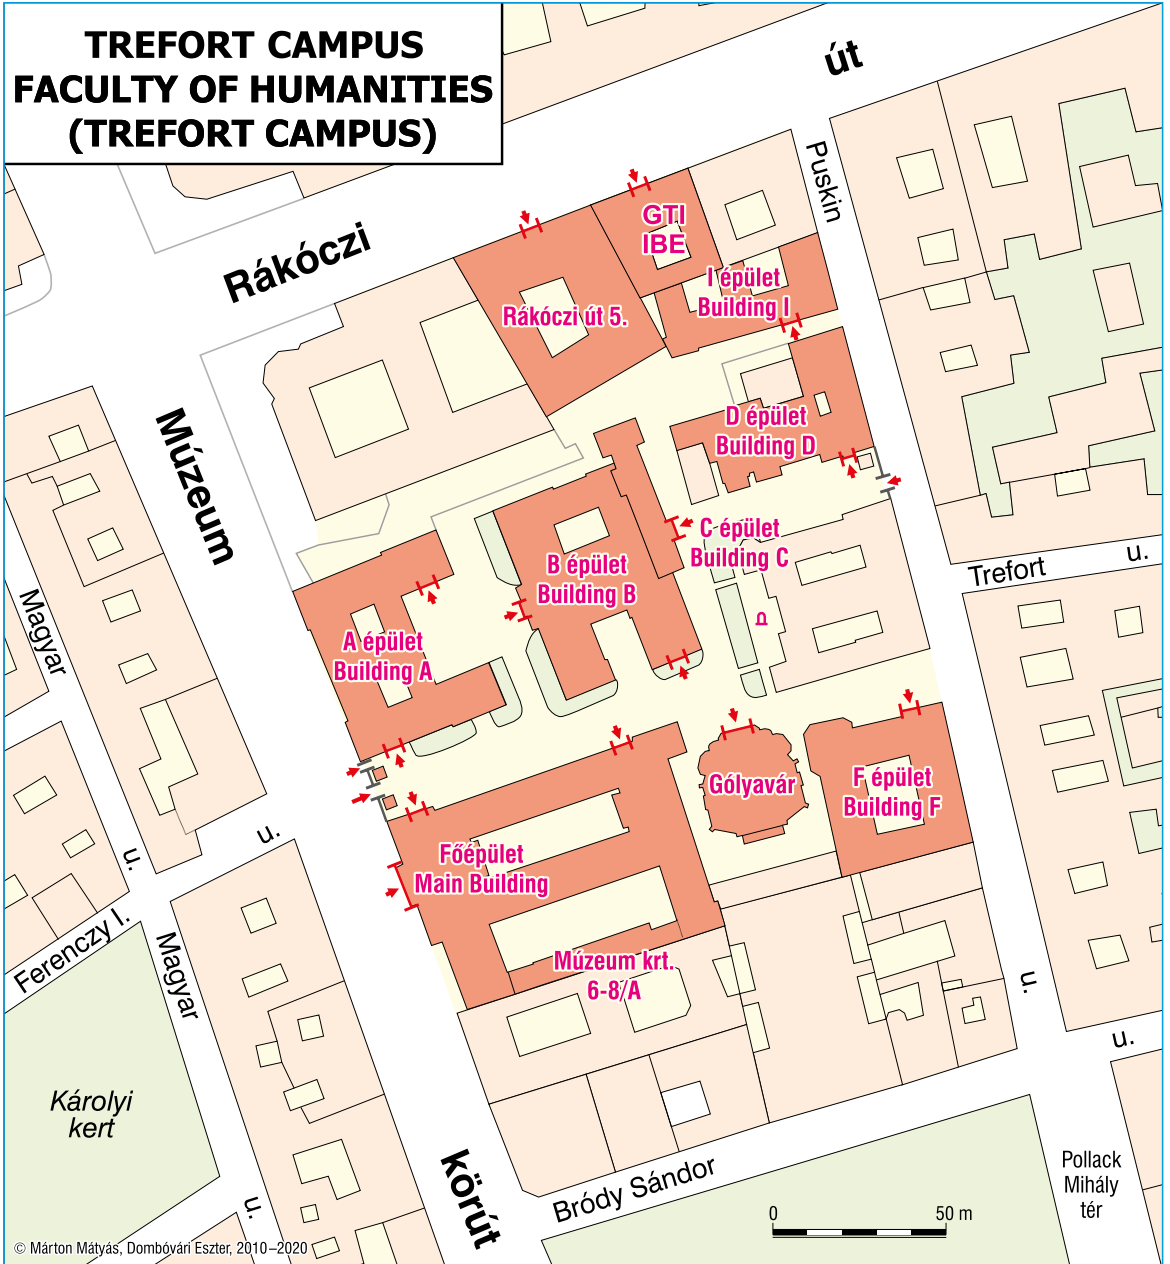 TREFORT CAMPUS
FACULTY OF HUMANITIES
(TREFORT CAMPUS)
út
Rákóczi
Puskin
GTI
IBE
I épület
Building I
Rákóczi út 5.
Múzeum
D épület
Building D
C épület
Building C
B épület
Building B
Trefort
u.
Magyar
A épület
Building A
P
Gólyavár
F épület
Building F
u.
u.
Főépület
Main Building
Ferenczy I.
Magyar
Múzeum krt.
6-8/A
u.
u.
Károlyi
kert
körút
Bródy Sándor
Pollack
Mihály
tér
u.
0
50 m
© Márton Mátyás, Dombóvári Eszter, 2010–2020